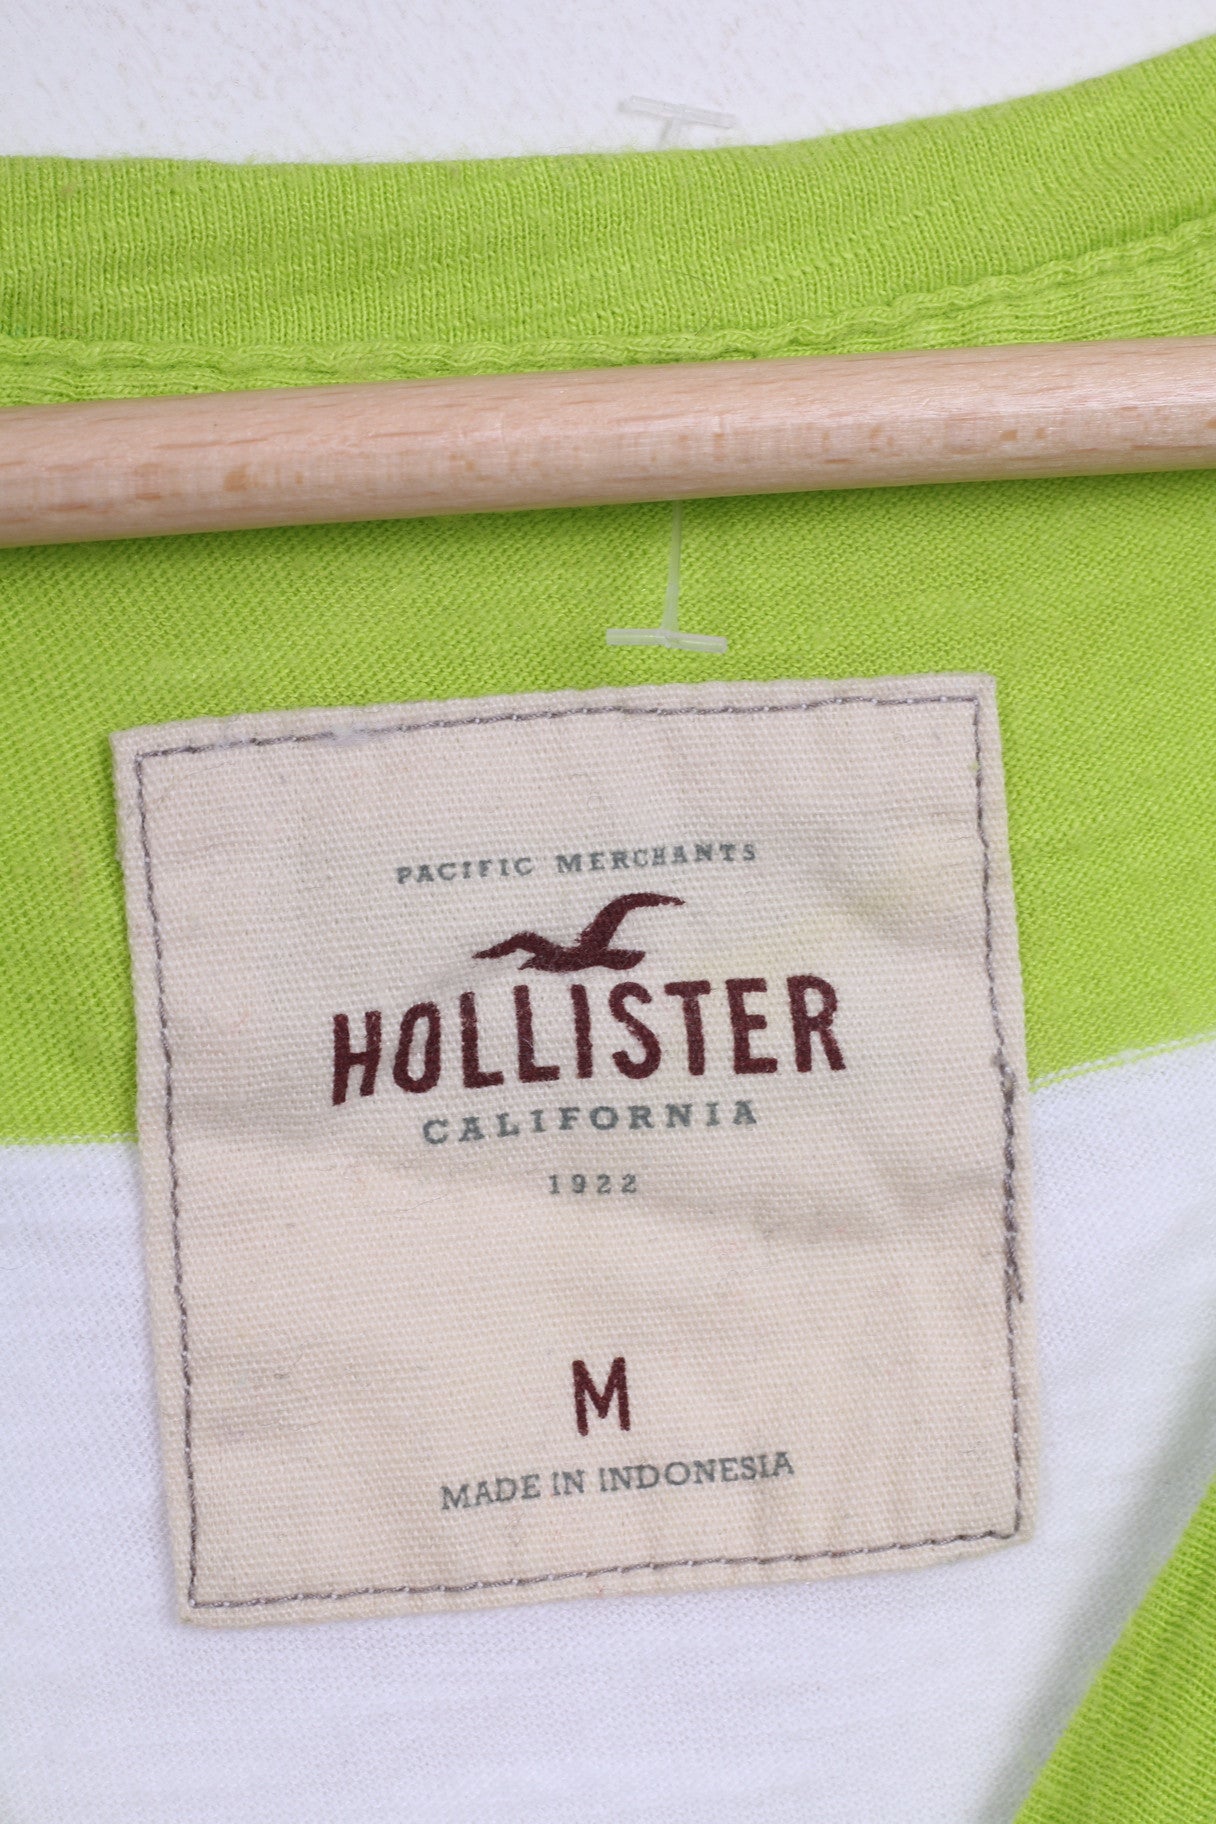 PACIFIC MERCHANTS
HOLLISTER
CALIFORNIA
1922
M
MADE IN INDONESIA